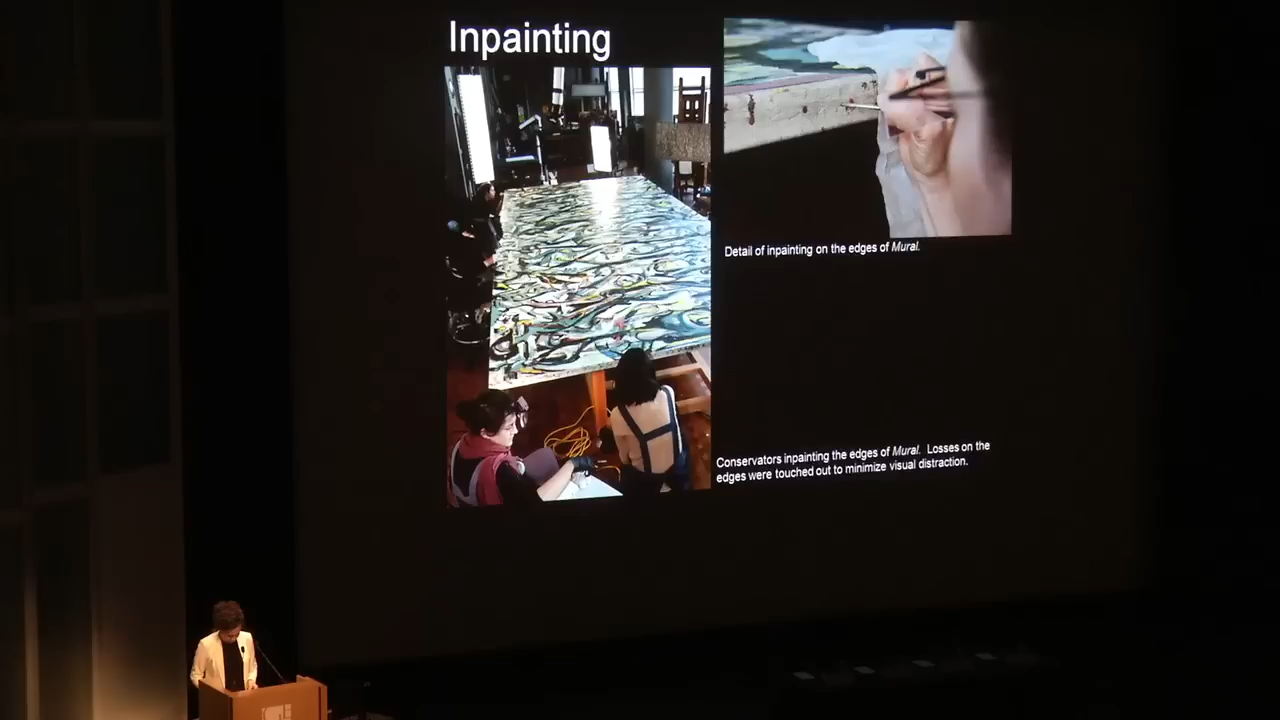 Inpainting
Detail of inpainting on the edges of Mural.
Conservators inpainting the edges of Mural. Losses on the
edges were touched out to minimize visual distraction.